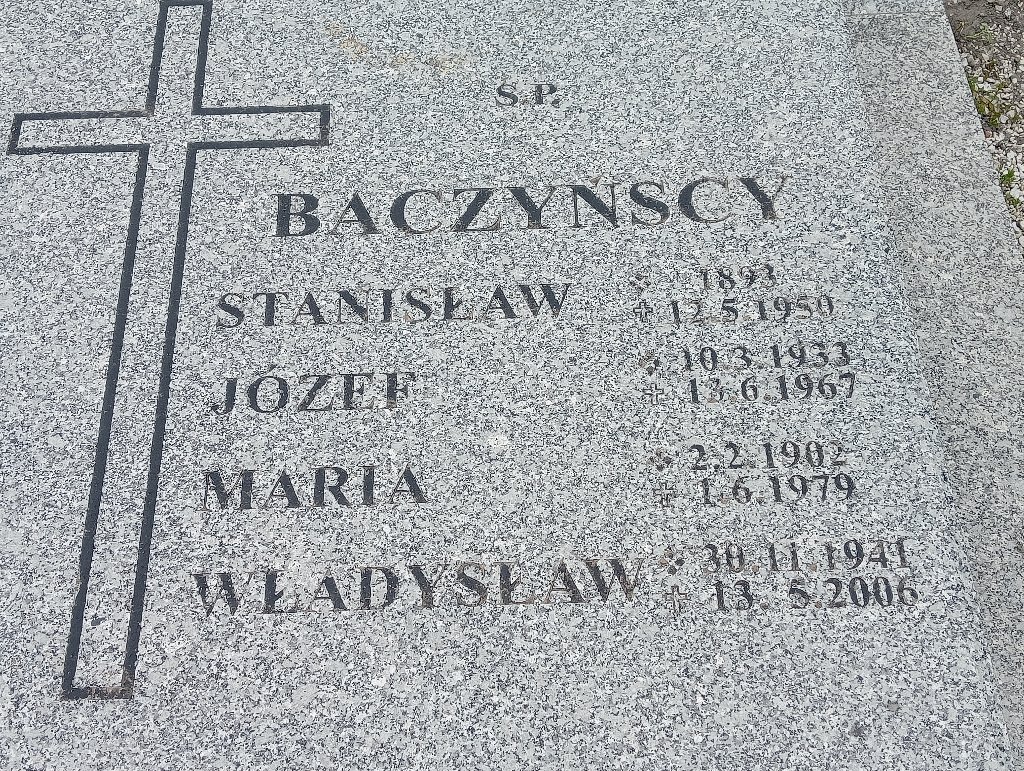 Ś.P.
BACZYŃSCY
STANISŁAW 1893
12.5.1950
JÓZEF 10.3.1933
13.6.1967
MARIA 2.2.1902
1.6.1979
WŁADYSŁAW 30.11.1941
13.5.2006